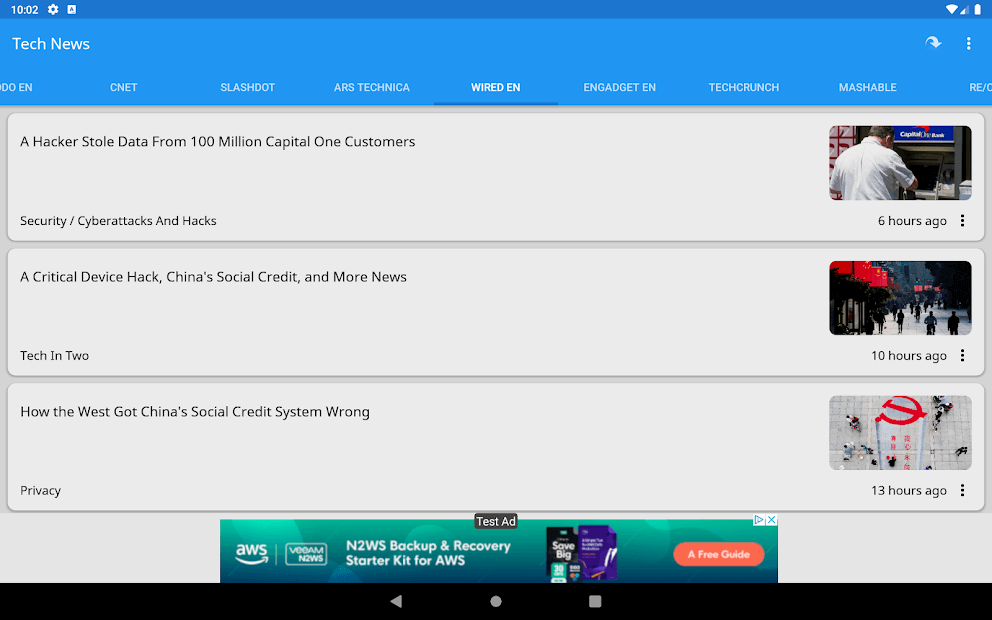 10:02
Tech News
ODO EN
CNET
SLASHDOT
ARS TECHNICA
WIRED EN
ENGADGET EN
TECHCRUNCH
MASHABLE
RE/C
A Hacker Stole Data From 100 Million Capital One Customers
Capital One Bank
Security / Cyberattacks And Hacks
6 hours ago
A Critical Device Hack, China's Social Credit, and More News
Tech In Two
10 hours ago
How the West Got China's Social Credit System Wrong
Privacy
13 hours ago
Test Ad
aws
VEEAM
N2WS
N2WS Backup & Recovery
Starter Kit for AWS
Save
Big
30
A Free Guide